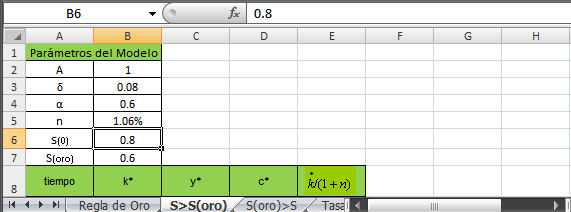 B6 fx 0.8
A B C D E F G H
1 Parámetros del Modelo
2 A 1
3 δ 0.08
4 α 0.6
5 n 1.06%
6 S(0) 0.8
7 S(oro) 0.6
8 tiempo k* y* c* k̇/(1+n)
Regla de Oro S>S(oro) S(oro)>S Tasa